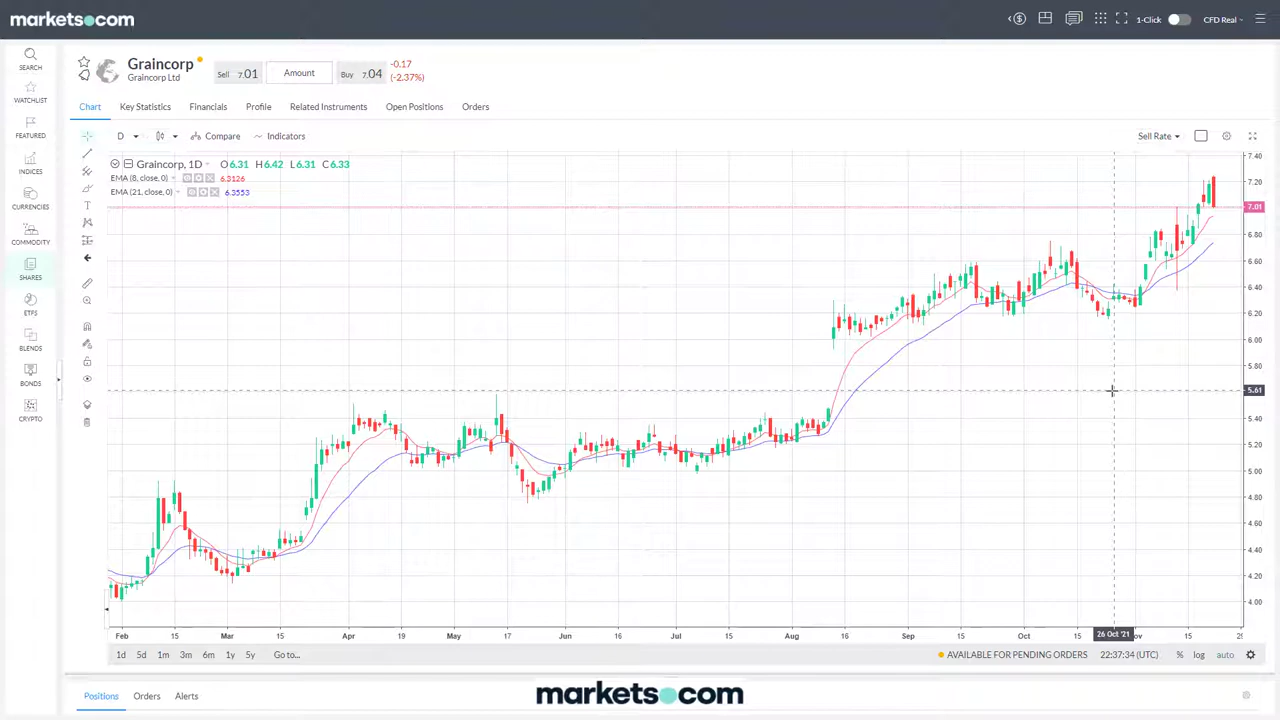 markets.com
1-Click
CFD Real
SEARCH
WATCHLIST
FEATURED
INDICES
CURRENCIES
COMMODITY
SHARES
ETFS
BLENDS
BONDS
CRYPTO
Graincorp
Graincorp Ltd
Sell 7.01
Amount
Buy 7.04
-0.17
(-2.37%)
Chart Key Statistics Financials Profile Related Instruments Open Positions Orders
D Compare Indicators
Sell Rate
Graincorp, 1D O6.31 H6.42 L6.31 C6.33
EMA (8, close, 0) 6.3126
EMA (21, close, 0) 6.3553
7.40
7.20
7.01
6.80
6.60
6.40
6.20
6.00
5.80
5.61
5.40
5.20
5.00
4.80
4.60
4.40
4.20
4.00
Feb 15 Mar 15 Apr 19 May 17 Jun 16 Jul 15 Aug 16 Sep 15 Oct 15 26 Oct '21 15
1d 5d 1m 3m 6m 1y 5y Go to...
AVAILABLE FOR PENDING ORDERS 22:37:34 (UTC) % log auto
Positions Orders Alerts
markets.com